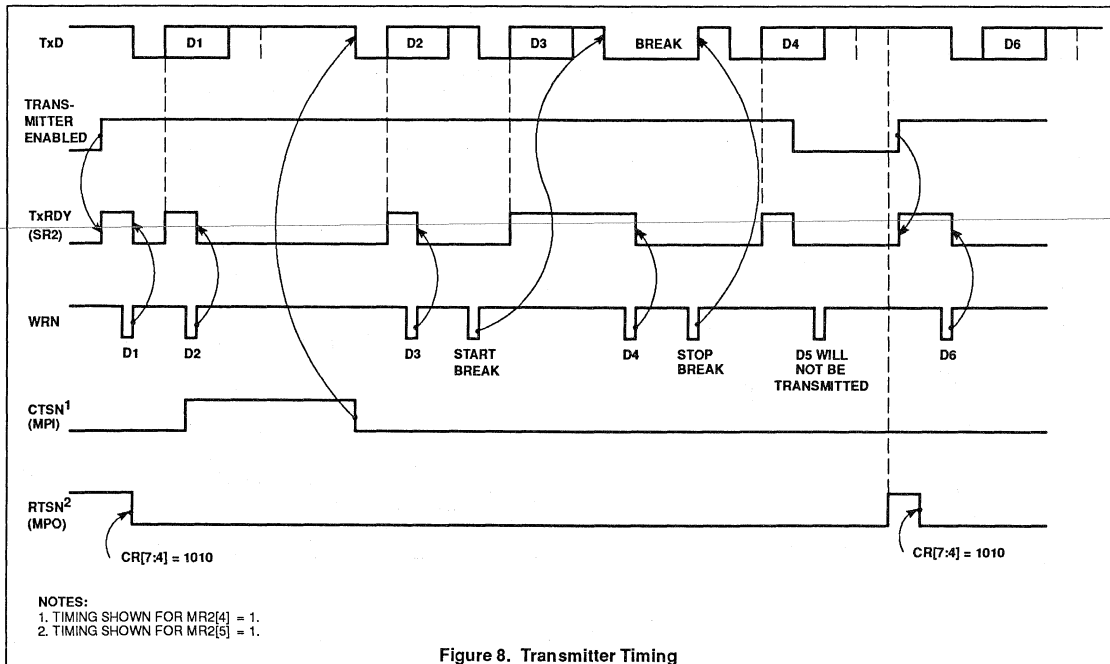 TxD D1 D2 D3 BREAK D4 D6
TRANS-
MITTER
ENABLED
TxRDY
(SR2)
WRN
D1 D2 D3 START
BREAK D4 STOP
BREAK D5 WILL
NOT BE
TRANSMITTED D6
CTSN1
(MPI)
RTSN2
(MPO)
CR[7:4] = 1010 CR[7:4] = 1010
NOTES:
1. TIMING SHOWN FOR MR2[4] = 1.
2. TIMING SHOWN FOR MR2[5] = 1.
Figure 8. Transmitter Timing